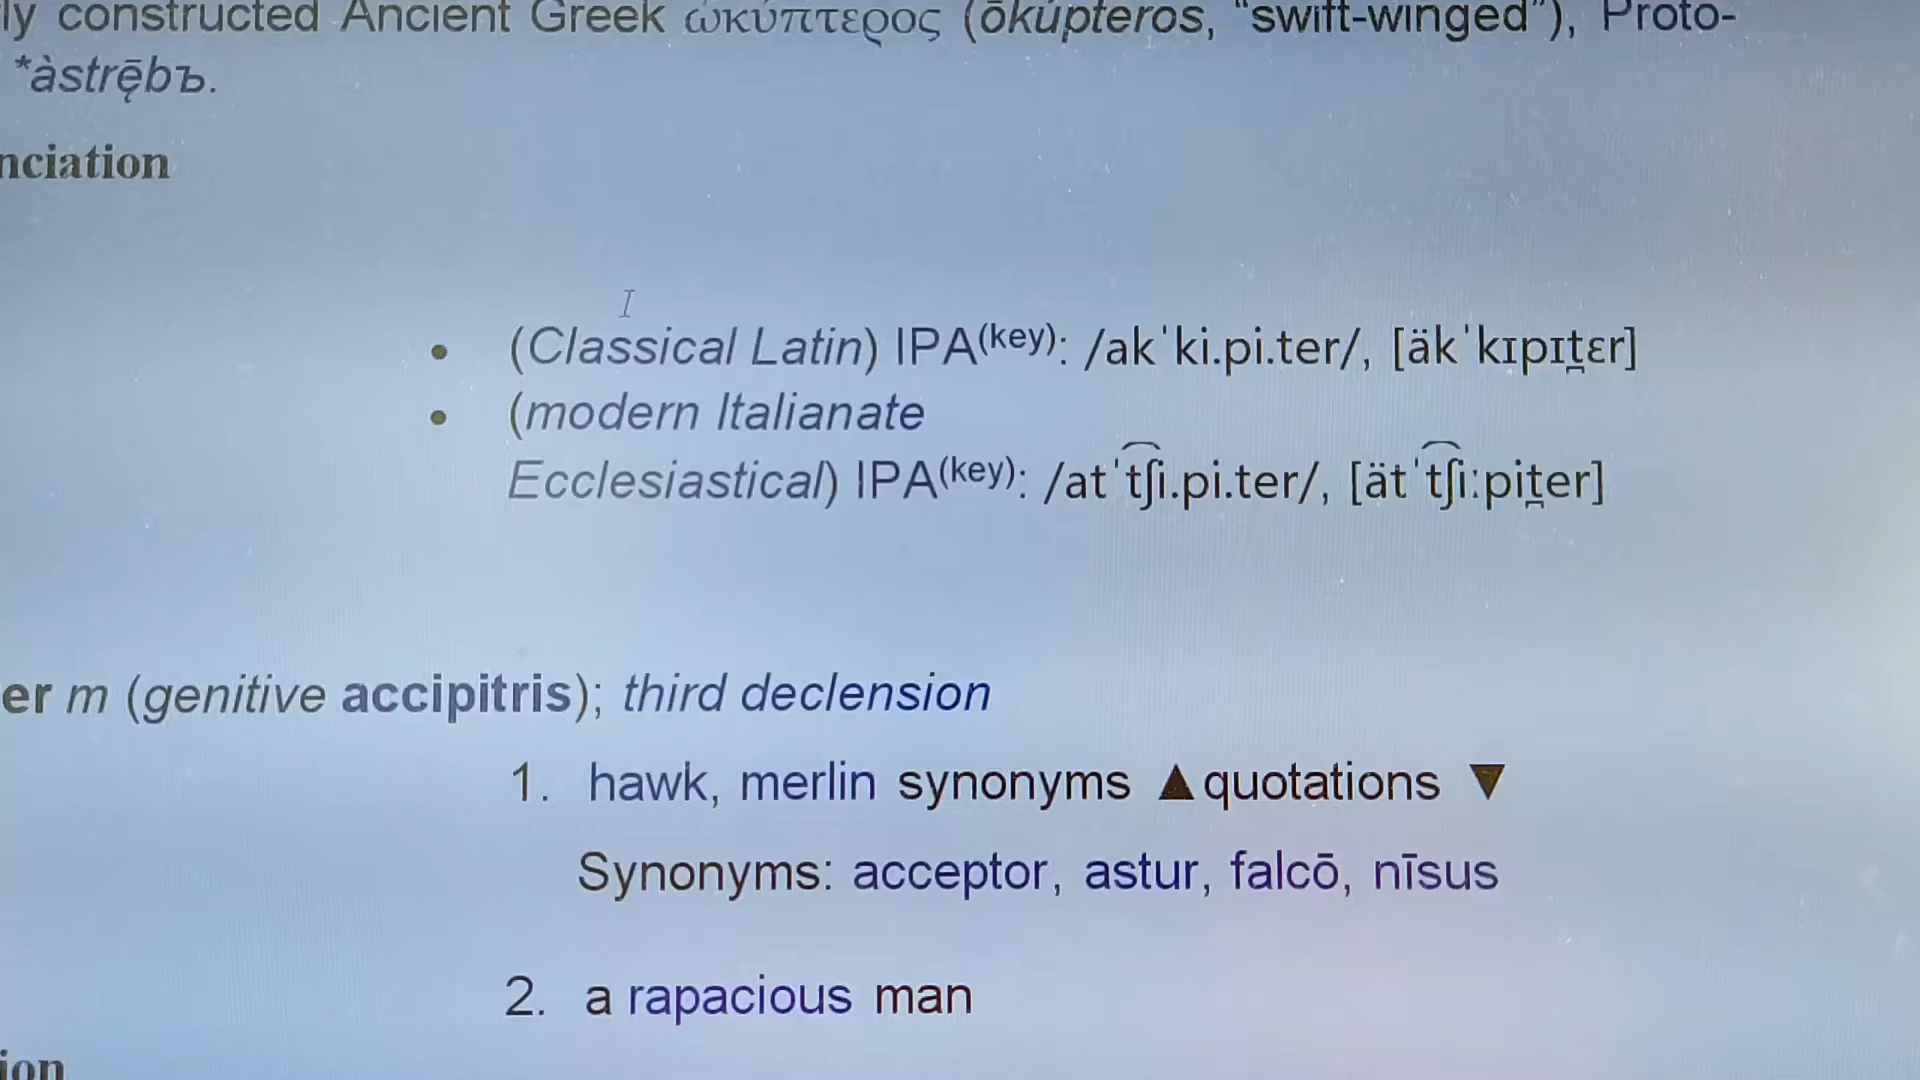 ly constructed Ancient Greek ὠκύπτερος (ōkúpteros, "swift-winged"), Proto-
*àstrę̄bъ.
nciation
• (Classical Latin) IPA(key): /akˈki.pi.ter/, [äkˈkɪpɪt̪ɛr]
• (modern Italianate
Ecclesiastical) IPA(key): /atˈt͡ʃi.pi.ter/, [ätˈt͡ʃiːpit̪er]
er m (genitive accipitris); third declension
1. hawk, merlin synonyms ▲quotations ▼
Synonyms: acceptor, astur, falcō, nīsus
2. a rapacious man
ion